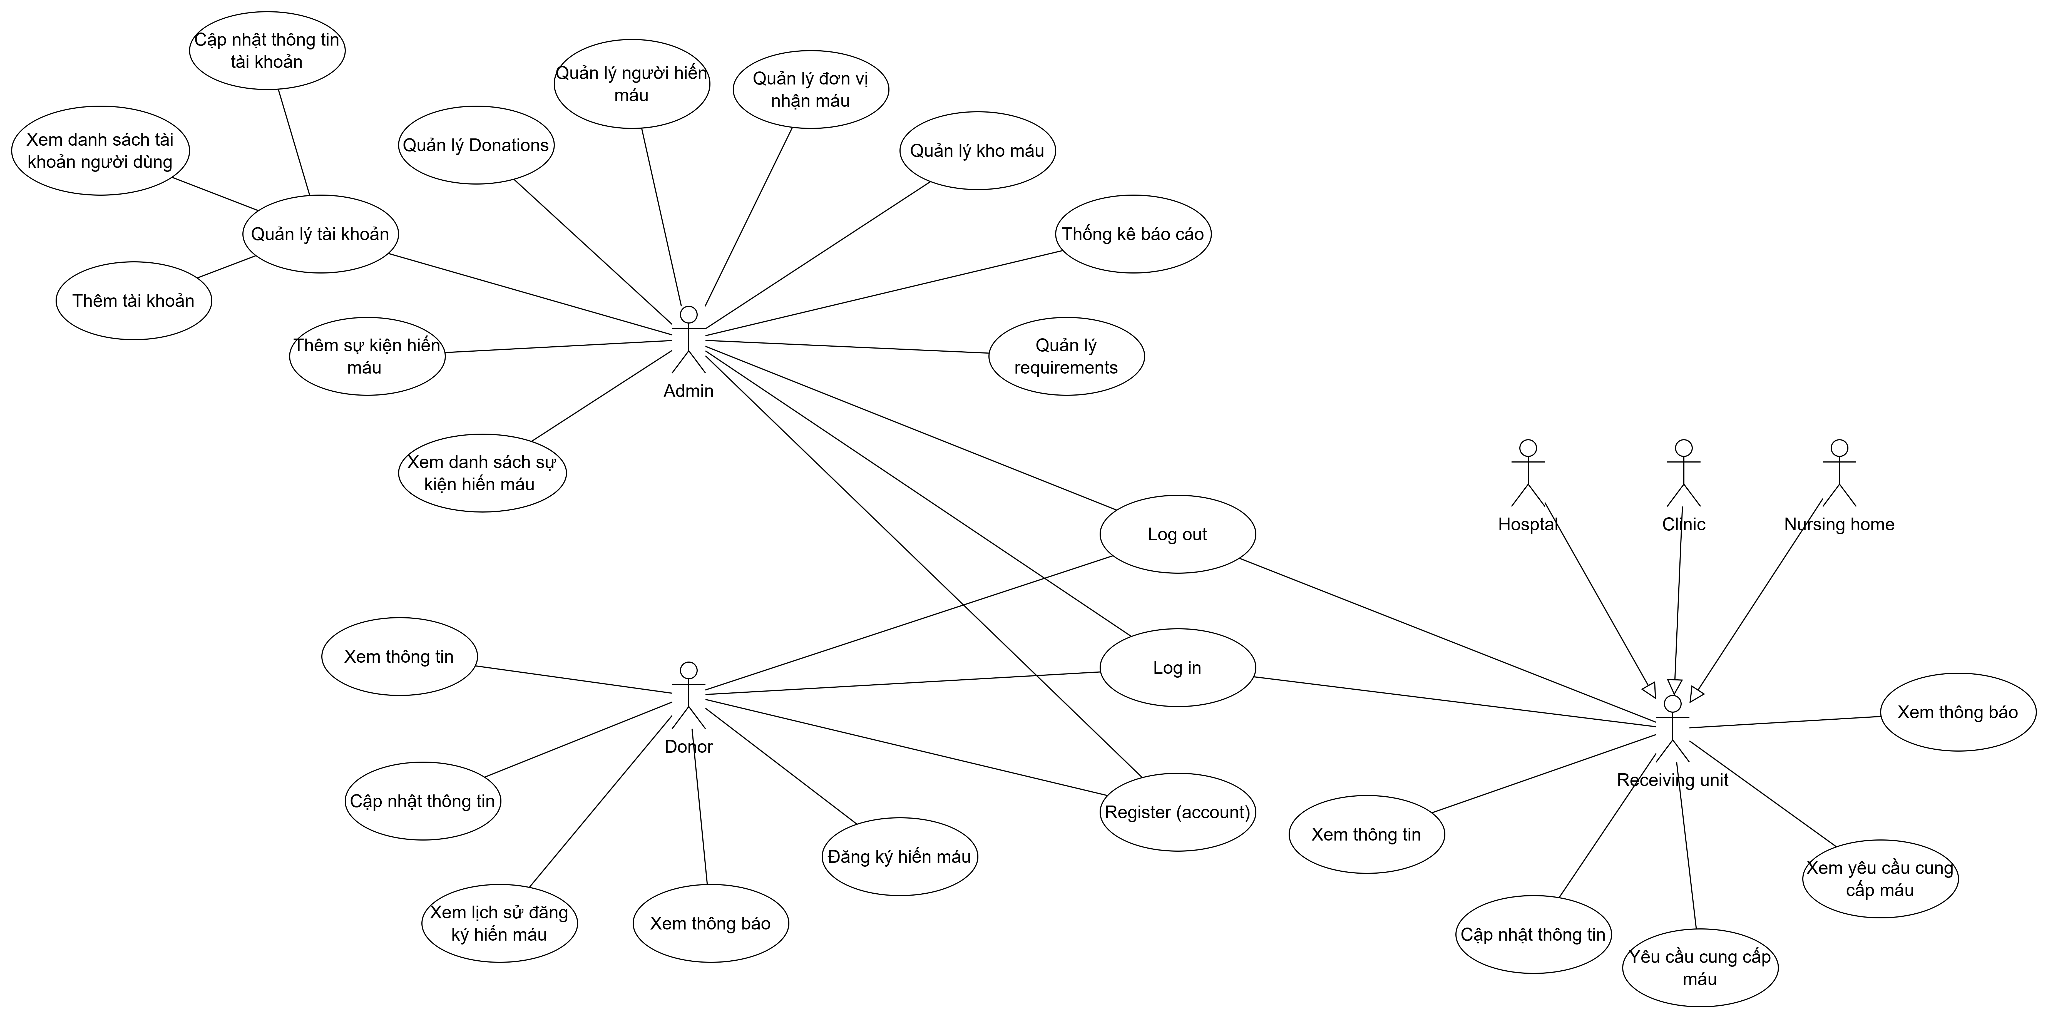 Cập nhật thông tin
tài khoản
Quản lý người hiến
máu
Quản lý đơn vị
nhận máu
Xem danh sách tài
khoản người dùng
Quản lý Donations
Quản lý kho máu
Quản lý tài khoản
Thống kê báo cáo
Thêm tài khoản
Thêm sự kiện hiến
máu
Quản lý
requirements
Admin
Xem danh sách sự
kiện hiến máu
Hosptal
Clinic
Nursing home
Log out
Xem thông tin
Log in
Xem thông báo
Donor
Receiving unit
Cập nhật thông tin
Register (account)
Xem thông tin
Đăng ký hiến máu
Xem yêu cầu cung
cấp máu
Xem lịch sử đăng
ký hiến máu
Xem thông báo
Cập nhật thông tin
Yêu cầu cung cấp
máu